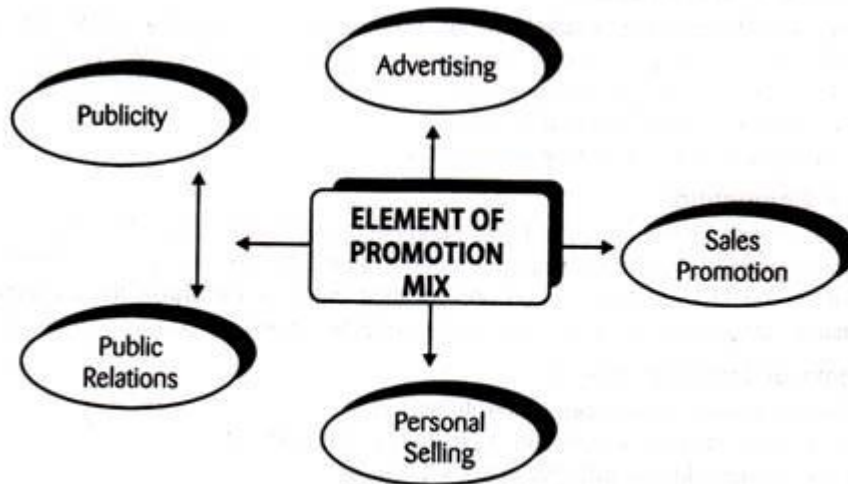 Advertising
Publicity
ELEMENT OF
PROMOTION
MIX
Sales
Promotion
Public
Relations
Personal
Selling